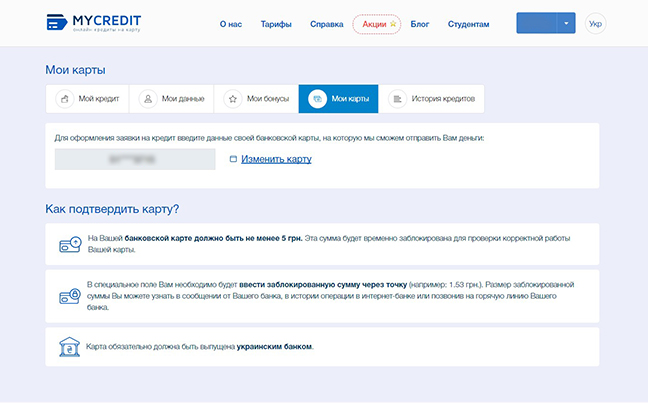 MYCREDIT
онлайн-кредиты на карту
О нас Тарифы Справка Акции Блог Студентам Укр
Мои карты
Мой кредит Мои данные Мои бонусы Мои карты История кредитов
Для оформления заявки на кредит введите данные своей банковской карты, на которую мы сможем отправить Вам деньги:
Изменить карту
Как подтвердить карту?
На Вашей банковской карте должно быть не менее 5 грн. Эта сумма будет временно заблокирована для проверки корректной работы
Вашей карты.
В специальное поле Вам необходимо будет ввести заблокированную сумму через точку (например: 1.53 грн.). Размер заблокированной
суммы Вы можете узнать в сообщении от Вашего банка, в истории операции в интернет-банке или позвонив на горячую линию Вашего
банка.
Карта обязательно должна быть выпущена украинским банком.